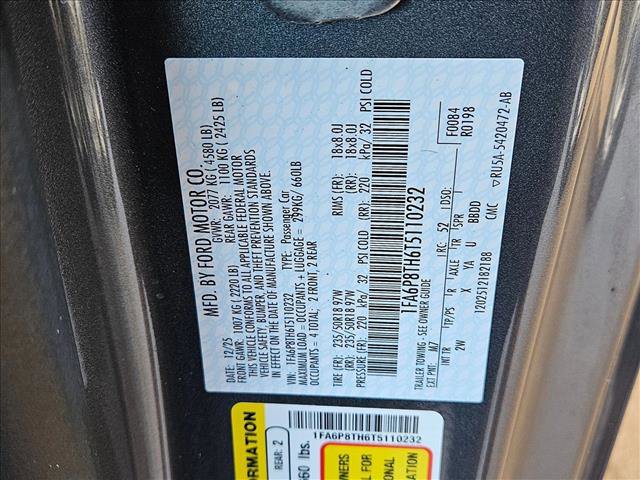 MFD. BY FORD MOTOR CO.
GVWR: 2077 KG ( 4580 LB)
12/25
FRONT GAWR: 1007 KG ( 2220 LB)
REAR GAWR: 1100 KG ( 2425 LB)
THIS VEHICLE CONFORMS TO ALL APPLICABLE FEDERAL MOTOR
VEHICLE SAFETY, BUMPER, AND THEFT PREVENTION STANDARDS
IN EFFECT ON THE DATE OF MANUFACTURE SHOWN ABOVE.
VIN: 1FA6P8TH6T5110232 TYPE: Passenger Car
MAXIMUM LOAD = OCCUPANTS + LUGGAGE = 299KG/ 660LB
OCCUPANTS = 4 TOTAL; 2 FRONT, 2 REAR
TIRE (FR): 235/50R18 97W RIMS (FR): 18x8.0J
(RR): 235/50R18 97W (RR): 18x8.0J
PRESSURE (FR): 220 kPa/ 32 PSI COLD (RR): 220 kPa/ 32 PSI COLD
1FA6P8TH6T5110232
TRAILER TOWING - SEE OWNER GUIDE
EXT PNT: M7 RC: 52 DSO: F0084
R0198
INT TR TP/PS R AXLE TR SPR
2W X YA U BBDD
12025121821BB CMC
▽RU5A-5420472-AB
1FA6P8TH6T5110232
REAR: 2
660 lbs.